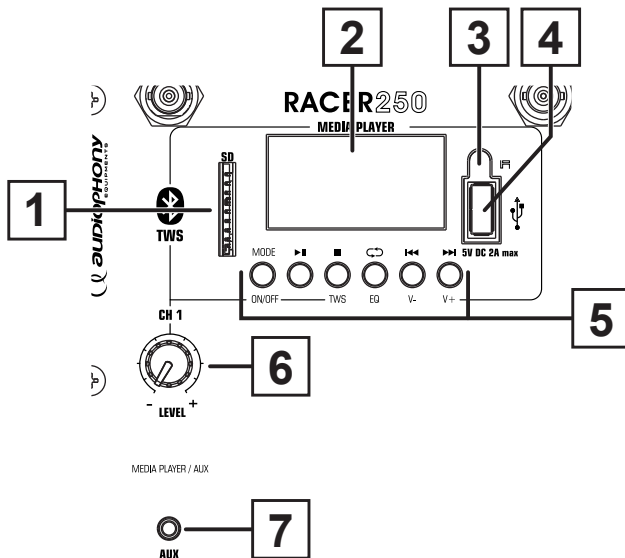 2
3
4
RACER250
MEDIA PLAYER
SD
1
TWS
5V DC 2A max
MODE
ON/OFF
TWS
EQ
V-
V+
5
CH 1
6
- +
LEVEL
MEDIA PLAYER / AUX
7
AUX
audiophony